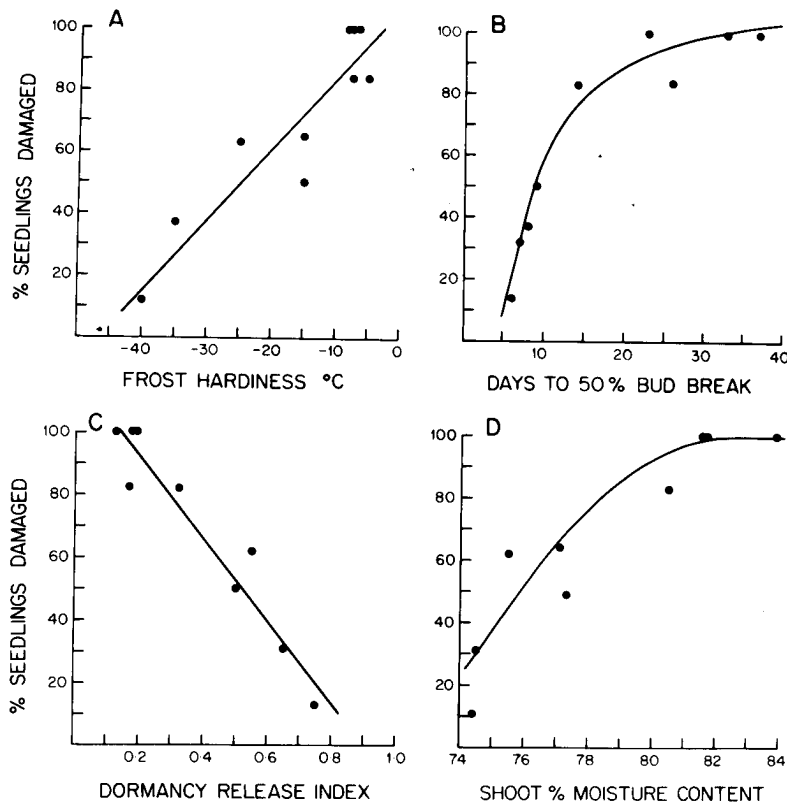 A
100
80
60
40
20
% SEEDLINGS DAMAGED
-40 -30 -20 -10 0
FROST HARDINESS °C
B
100
80
60
40
20
10 20 30 40
DAYS TO 50% BUD BREAK
C
100
80
60
40
20
% SEEDLINGS DAMAGED
0·2 0·4 0·6 0·8 1·0
DORMANCY RELEASE INDEX
D
100
80
60
40
20
74 76 78 80 82 84
SHOOT % MOISTURE CONTENT